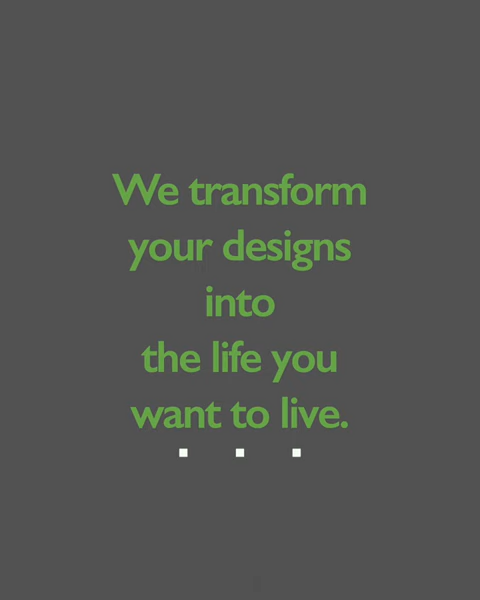 We transform
your designs
into
the life you
want to live.